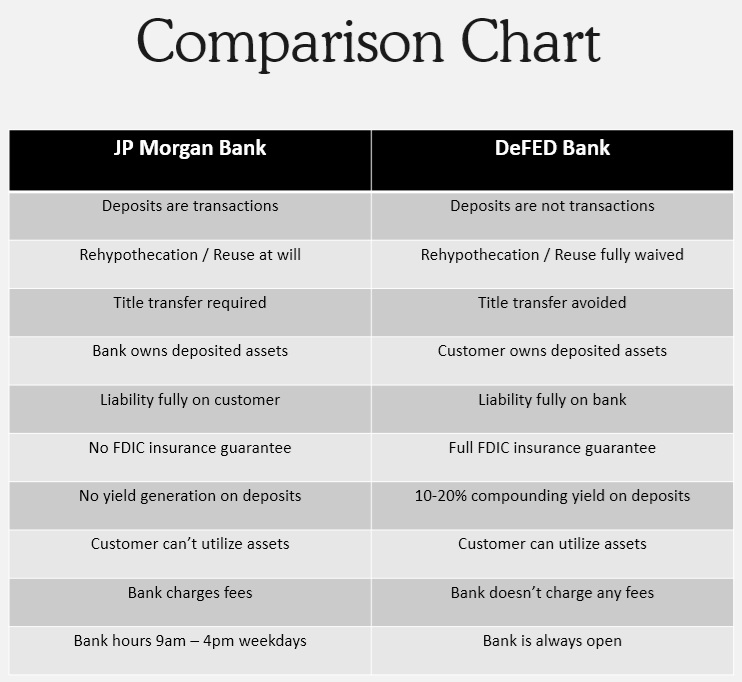 Comparison Chart
JP Morgan Bank DeFED Bank
Deposits are transactions Deposits are not transactions
Rehypothecation / Reuse at will Rehypothecation / Reuse fully waived
Title transfer required Title transfer avoided
Bank owns deposited assets Customer owns deposited assets
Liability fully on customer Liability fully on bank
No FDIC insurance guarantee Full FDIC insurance guarantee
No yield generation on deposits 10-20% compounding yield on deposits
Customer can’t utilize assets Customer can utilize assets
Bank charges fees Bank doesn’t charge any fees
Bank hours 9am – 4pm weekdays Bank is always open